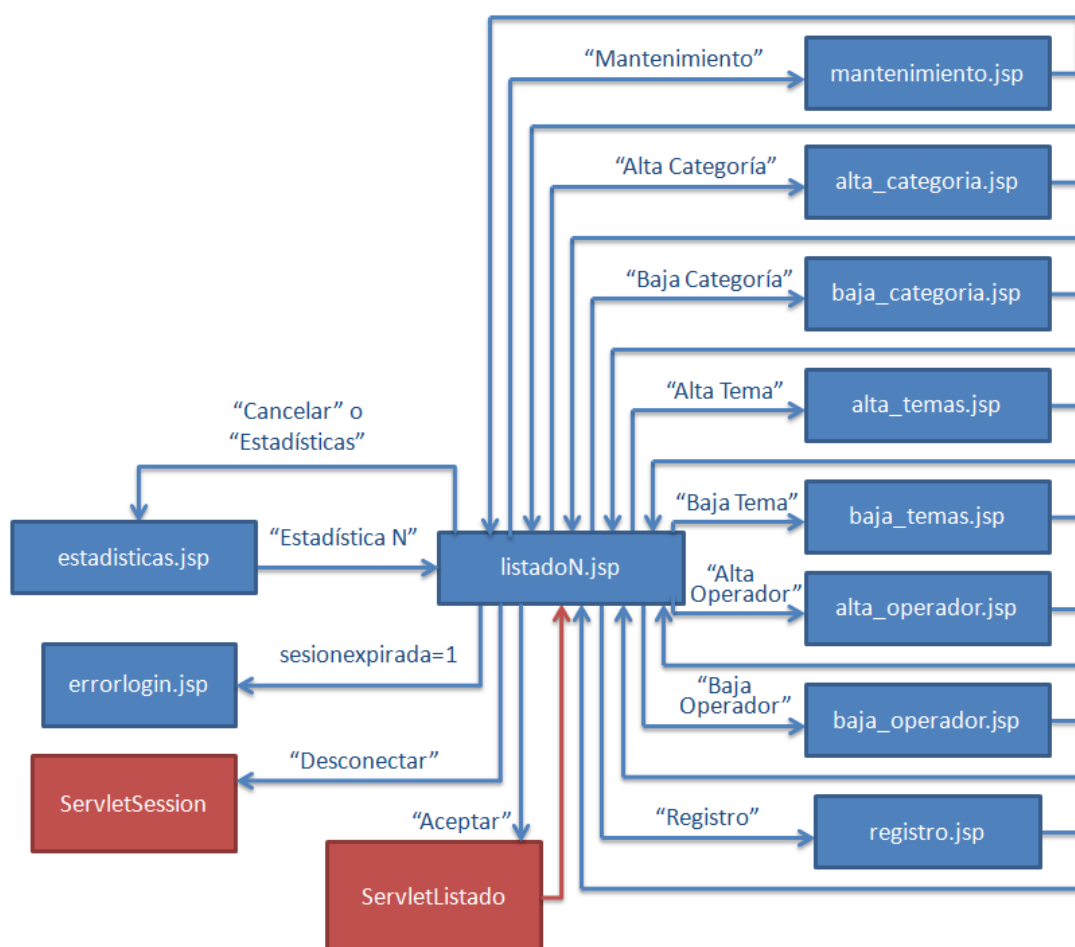 “Mantenimiento”
mantenimiento.jsp
“Alta Categoría”
alta_categoria.jsp
“Baja Categoría”
baja_categoria.jsp
“Alta Tema”
alta_temas.jsp
“Cancelar” o
“Estadísticas”
“Baja Tema”
baja_temas.jsp
estadisticas.jsp
“Estadística N”
listadoN.jsp
“Alta
Operador”
alta_operador.jsp
sesionexpirada=1
errorlogin.jsp
“Baja
Operador”
baja_operador.jsp
“Desconectar”
ServletSession
“Aceptar”
“Registro”
registro.jsp
ServletListado